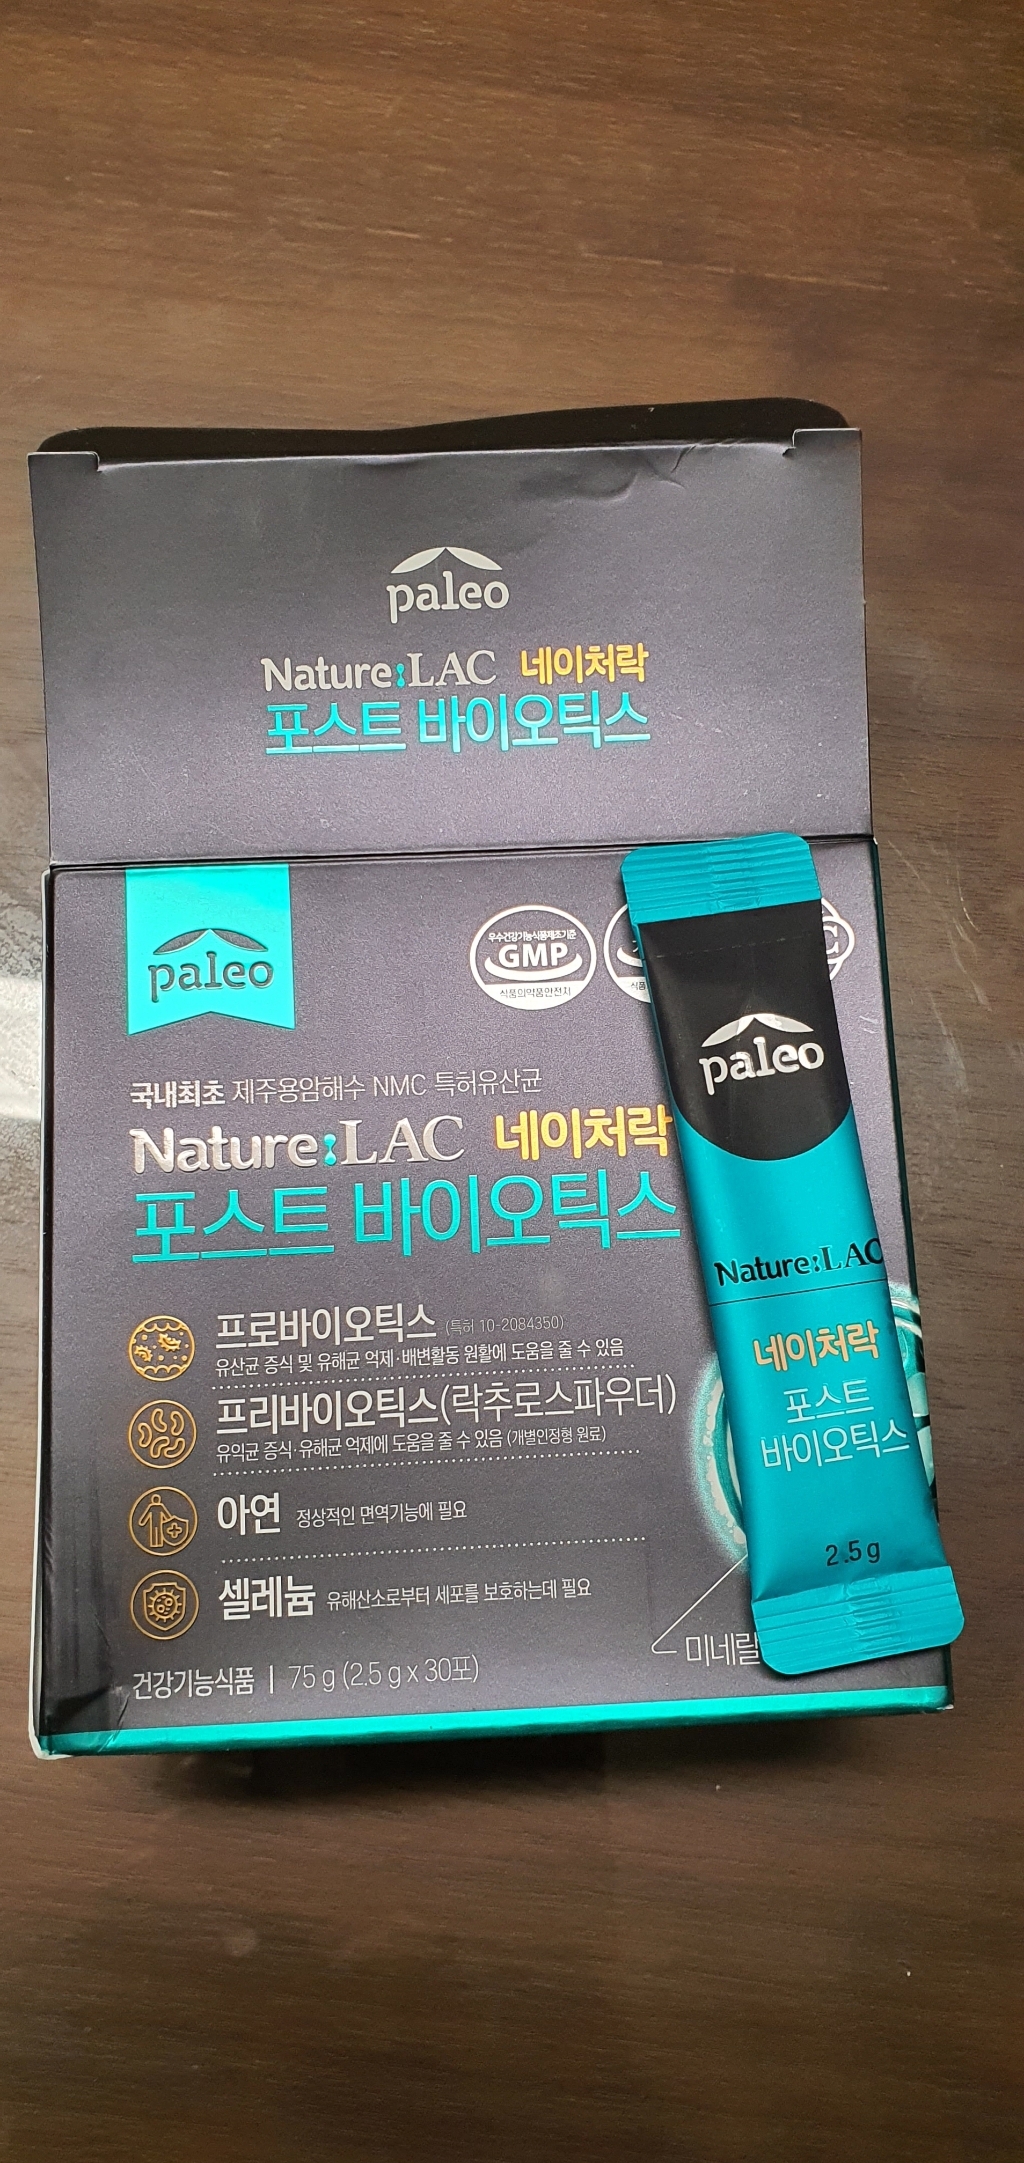 paleo
Nature:LAC 네이처락
포스트 바이오틱스
paleo
우수건강기능식품제조기준
GMP
식품의약품안전처
국내최초 제주용암해수 NMC 특허유산균
Nature:LAC 네이처락
포스트 바이오틱스
프로바이오틱스 (특허 10-2084350)
유산균 증식 및 유해균 억제·배변활동 원활에 도움을 줄 수 있음
프리바이오틱스(락추로스파우더)
유익균 증식·유해균 억제에 도움을 줄 수 있음 (개별인정형 원료)
아연 정상적인 면역기능에 필요
셀레늄 유해산소로부터 세포를 보호하는데 필요
미네랄
건강기능식품 | 75 g (2.5 g x 30포)
paleo
Nature:LAC
네이처락
포스트
바이오틱스
2.5 g